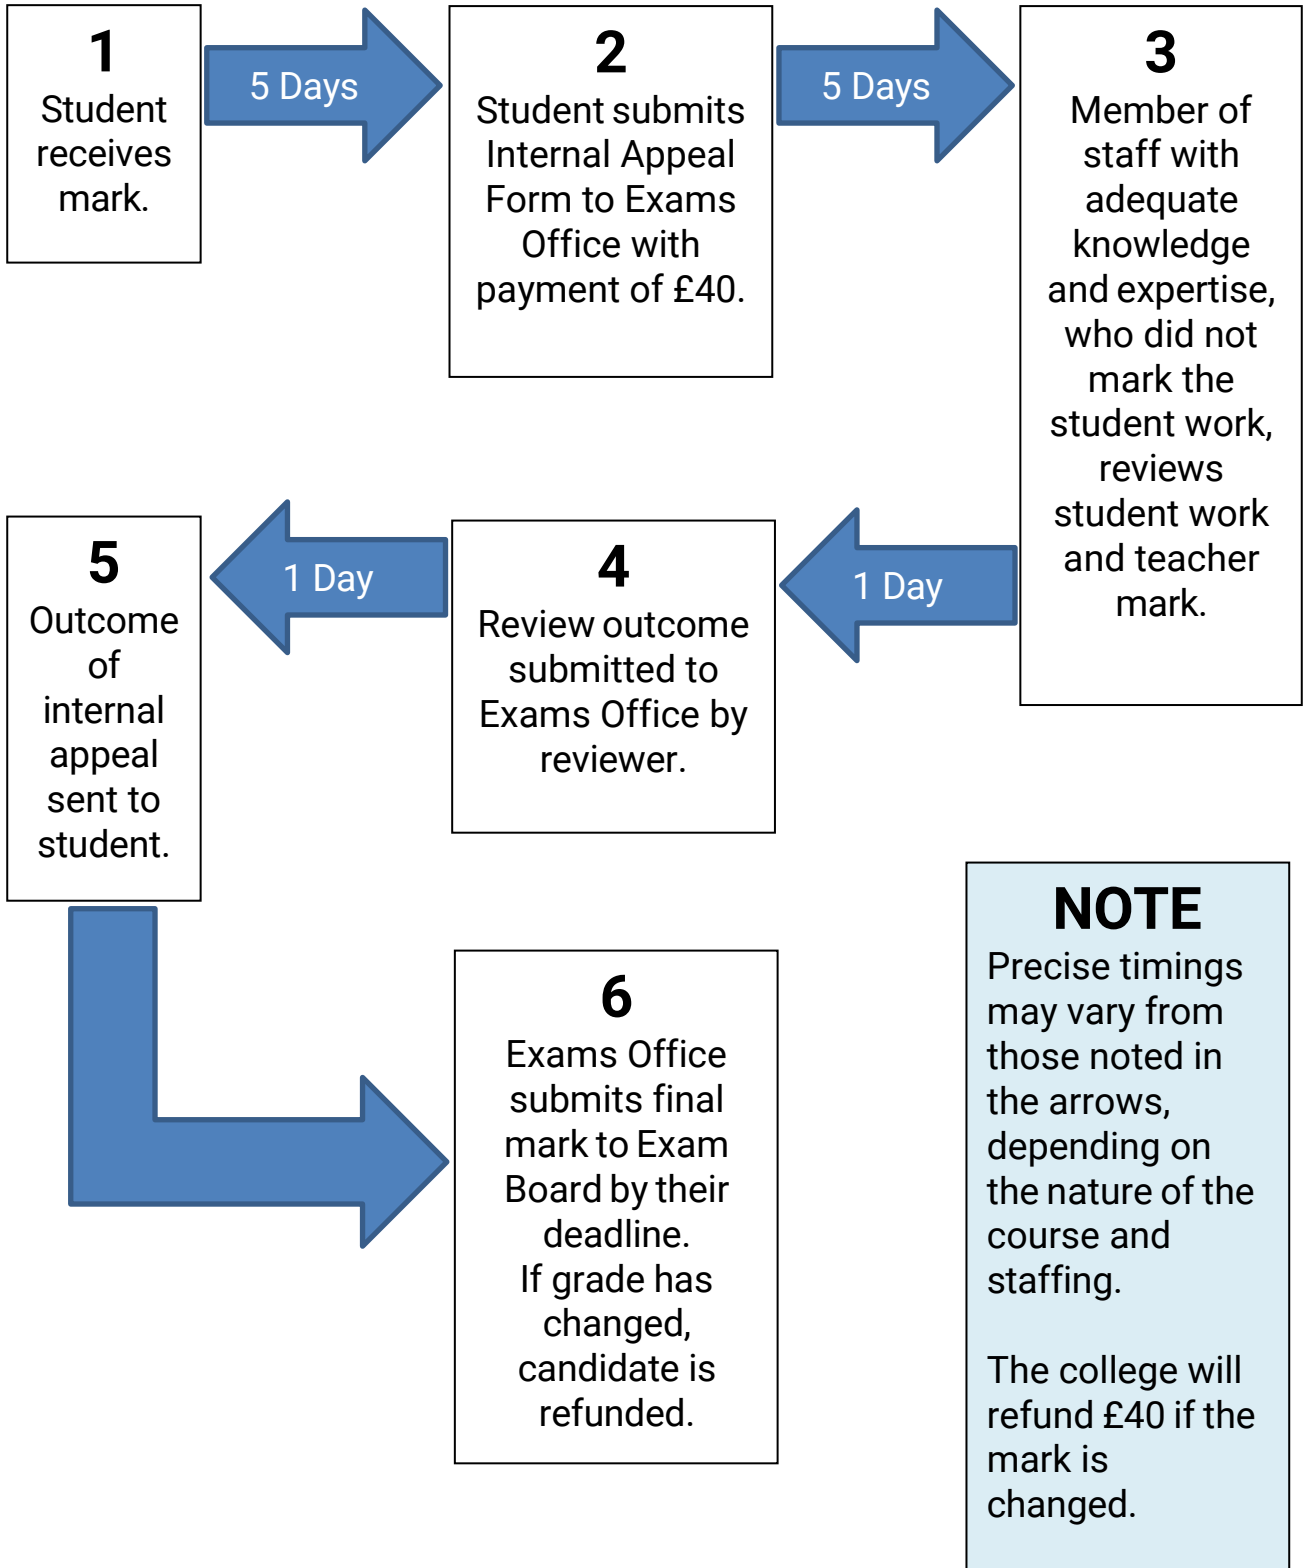 1
Student
receives
mark.
5 Days
2
Student submits
Internal Appeal
Form to Exams
Office with
payment of £40.
5 Days
3
Member of
staff with
adequate
knowledge
and expertise,
who did not
mark the
student work,
reviews
student work
and teacher
mark.
1 Day
4
Review outcome
submitted to
Exams Office by
reviewer.
1 Day
5
Outcome
of
internal
appeal
sent to
student.
6
Exams Office
submits final
mark to Exam
Board by their
deadline.
If grade has
changed,
candidate is
refunded.
NOTE
Precise timings
may vary from
those noted in
the arrows,
depending on
the nature of the
course and
staffing.
The college will
refund £40 if the
mark is
changed.